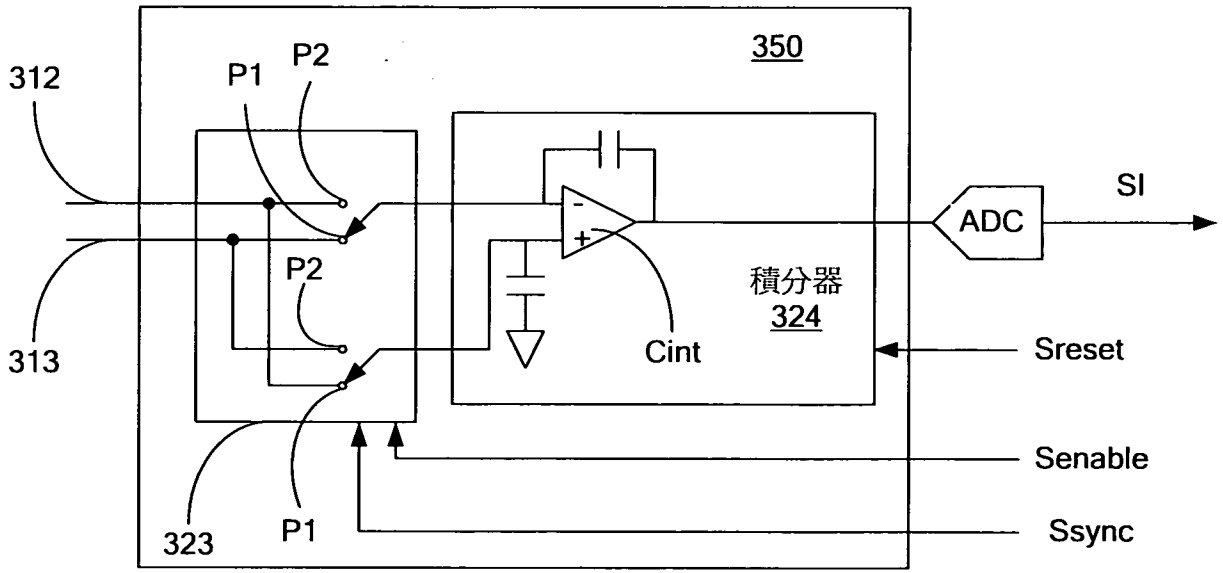 350
P2
P1
312
SI
ADC
-
+
P2
積分器
324
313
Cint
Sreset
Senable
P1
323
Ssync